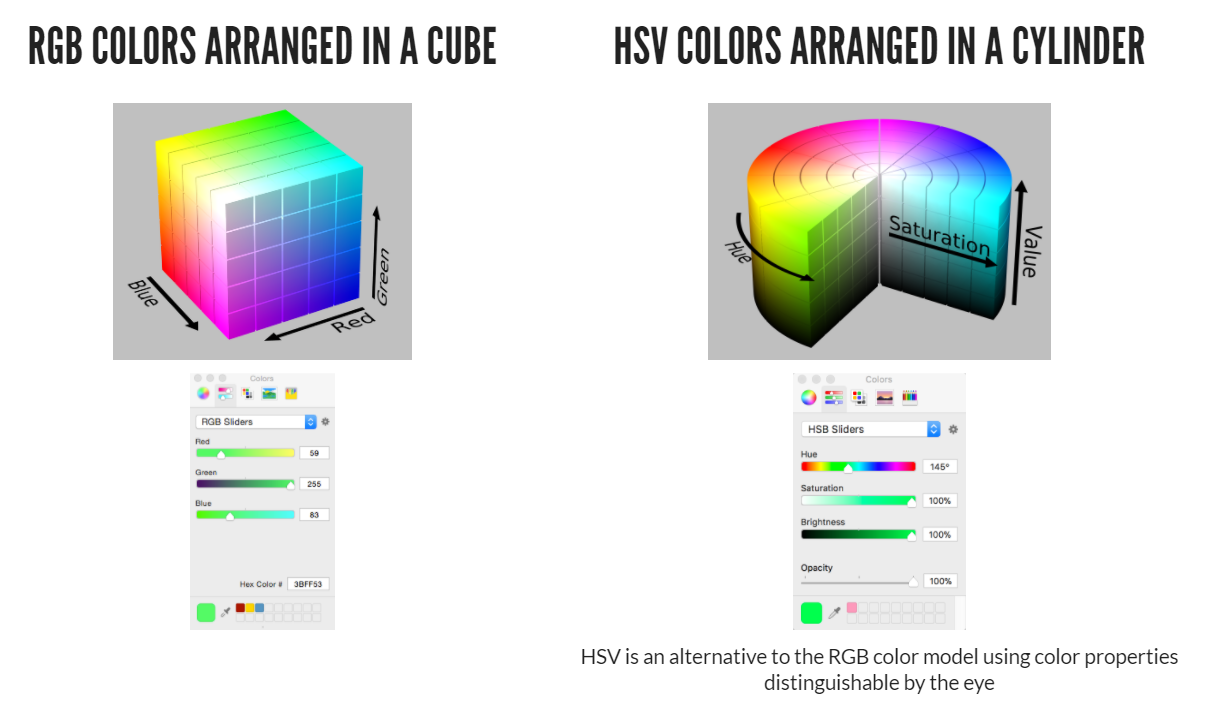 RGB COLORS ARRANGED IN A CUBE
Blue
Red
Green
Colors
RGB Sliders
Red
59
Green
255
Blue
83
Hex Color # 3BFF53
HSV COLORS ARRANGED IN A CYLINDER
Hue
Saturation
Value
Colors
HSB Sliders
Hue
145°
Saturation
100%
Brightness
100%
Opacity
100%
HSV is an alternative to the RGB color model using color properties
distinguishable by the eye